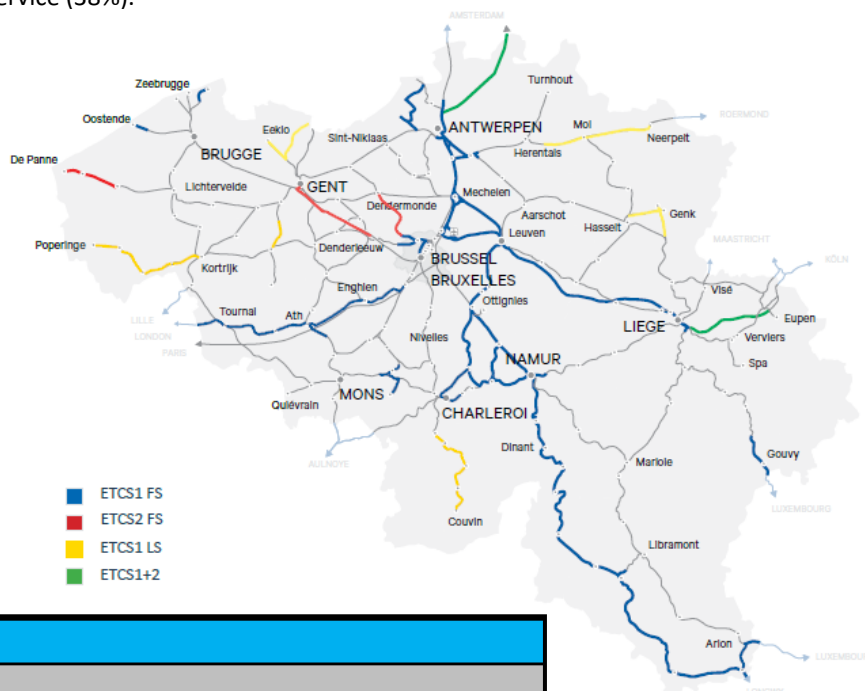 ervice (38%).
AMSTERDAM
Turnhout
Zeebrugge
ROERMOND
Oostende
Eeklo
Sint-Niklaas
ANTWERPEN
Mol
Neerpelt
BRUGGE
Herentals
De Panne
Lichtervelde
GENT
Mechelen
Dendermonde
Aarschot
Genk
Hasselt
Leuven
MAASTRICHT
Poperinge
Denderleeuw
BRUSSEL
KÖLN
Kortrijk
BRUXELLES
Enghien
Visé
Ottignies
Tournai
Ath
Eupen
LILLE
LIEGE
LONDON
Nivelles
Verviers
PARIS
NAMUR
Spa
MONS
Quiévrain
CHARLEROI
Dinant
Gouvy
AULNOYE
Marloie
ETCS1 FS
LUXEMBOURG
ETCS2 FS
Couvin
ETCS1 LS
Libramont
ETCS1+2
Arlon
LUXEMBOUR